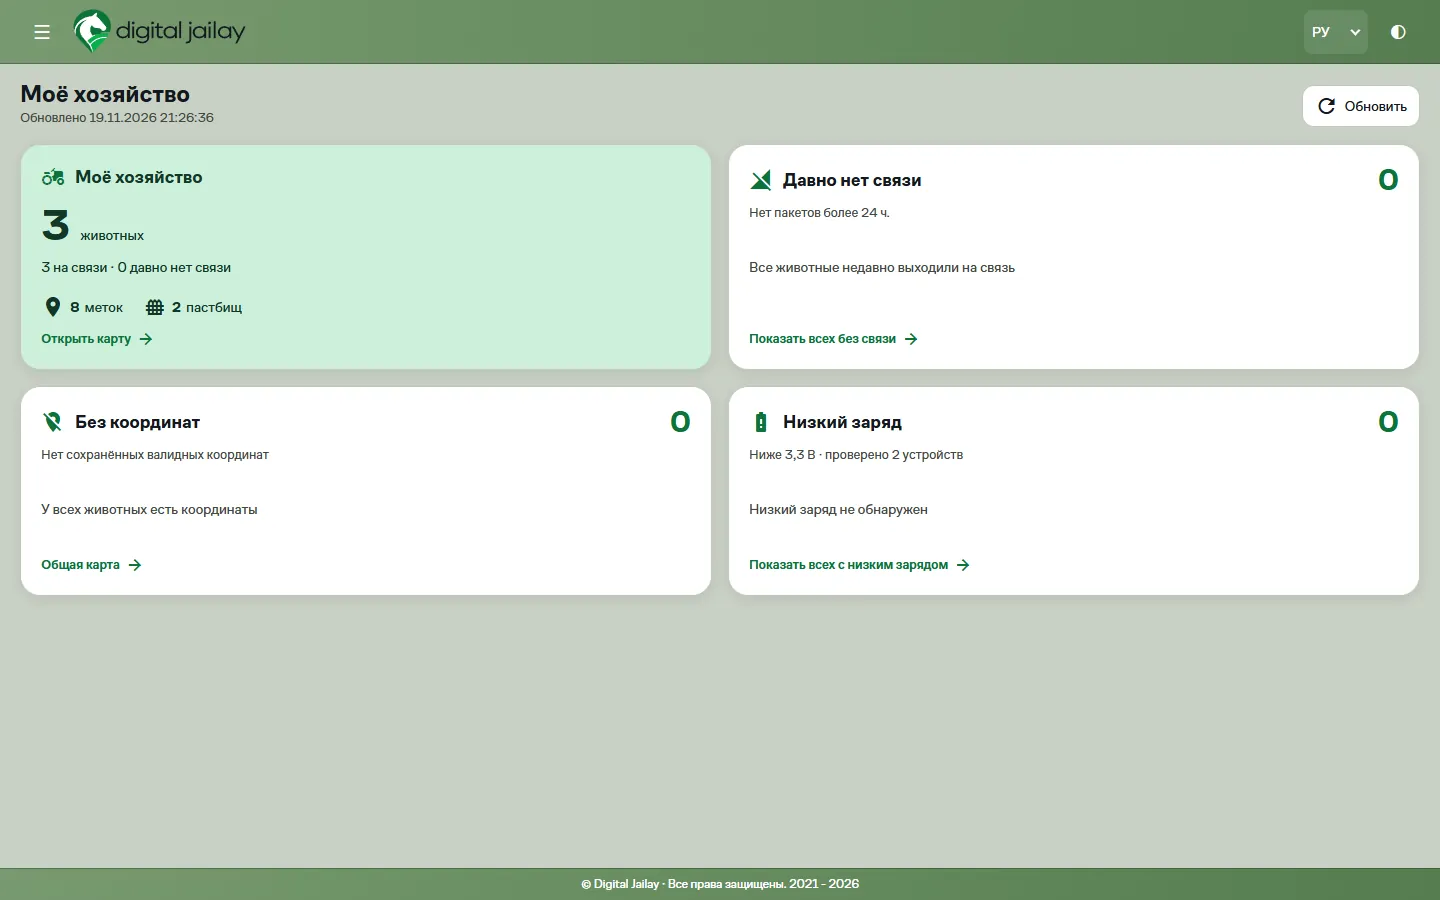 digital jailay
РУ
Моё хозяйство
Обновлено 19.11.2026 21:26:36
Обновить
Моё хозяйство
3 животных
3 на связи · 0 давно нет связи
8 меток 2 пастбищ
Открыть карту
Давно нет связи 0
Нет пакетов более 24 ч.
Все животные недавно выходили на связь
Показать всех без связи
Без координат 0
Нет сохранённых валидных координат
У всех животных есть координаты
Общая карта
Низкий заряд 0
Ниже 3,3 В · проверено 2 устройств
Низкий заряд не обнаружен
Показать всех с низким зарядом
© Digital Jailay · Все права защищены. 2021 - 2026